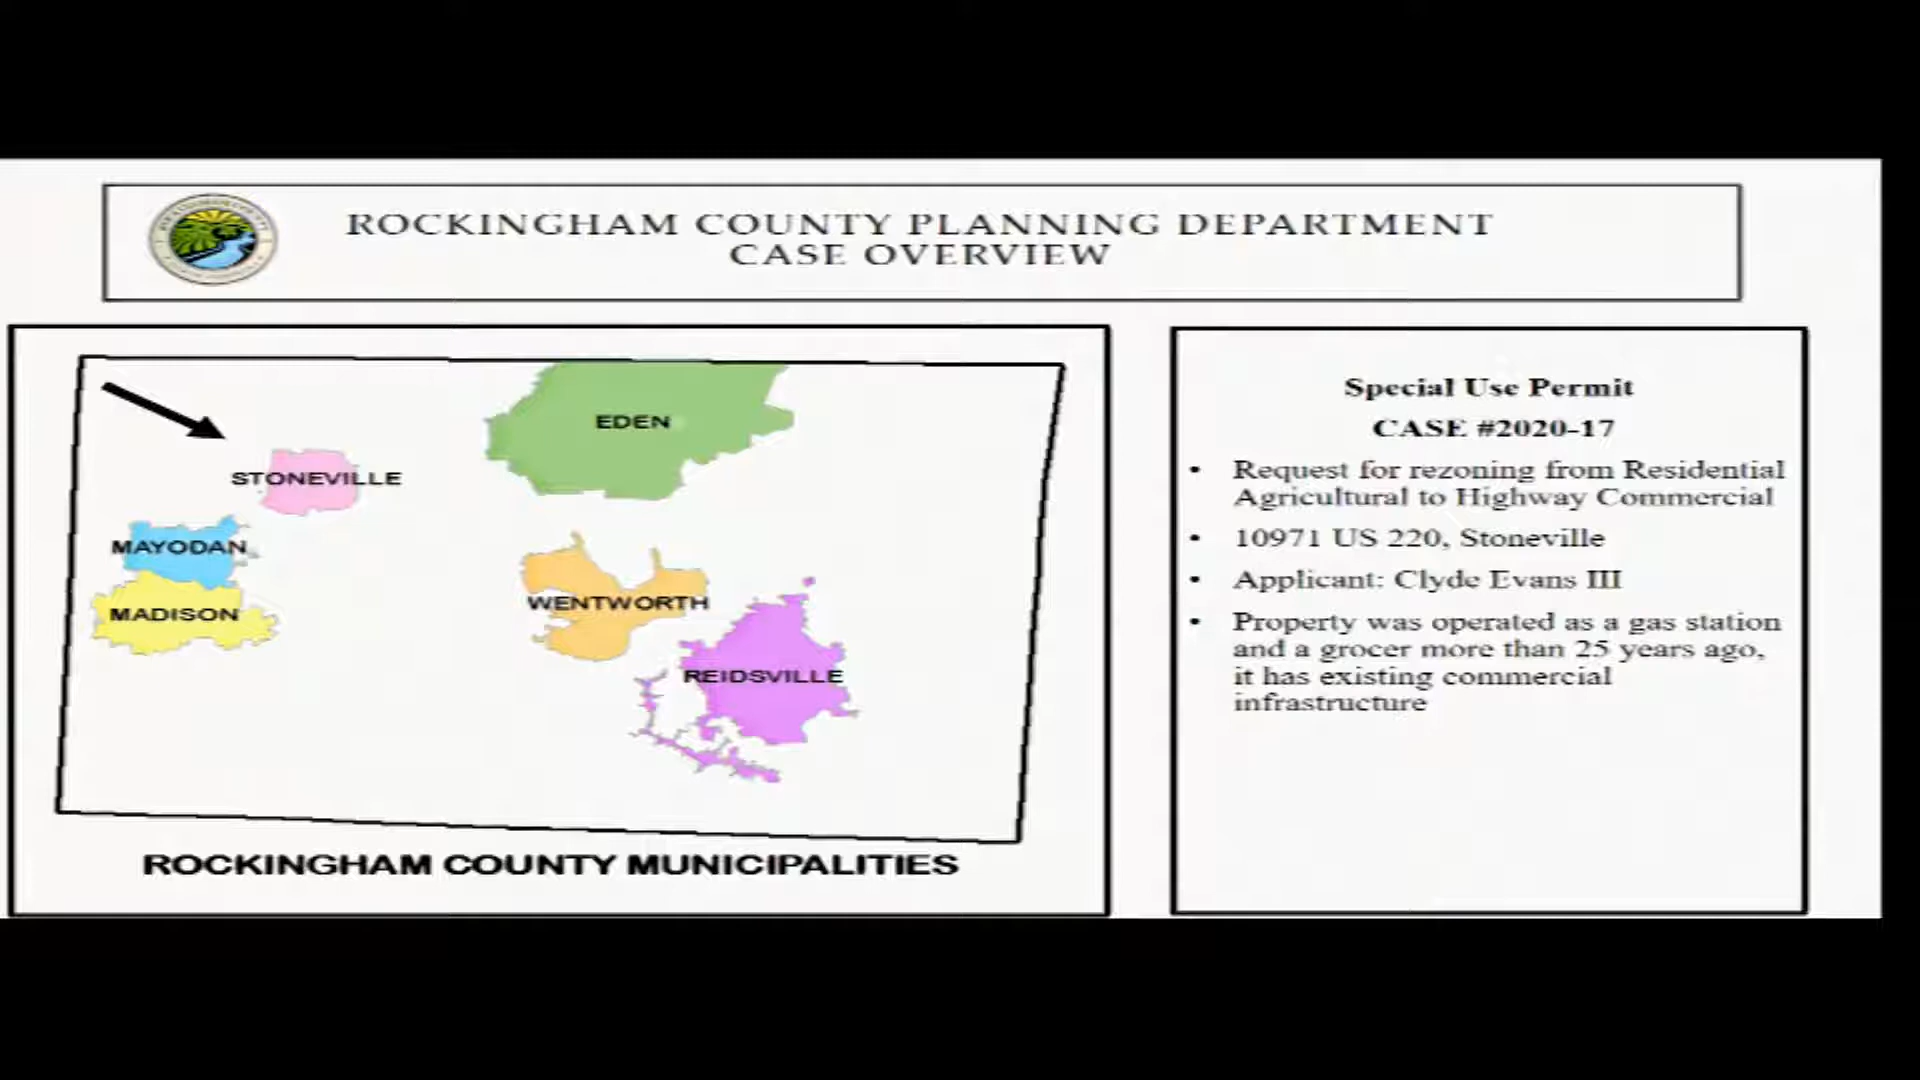 ROCKINGHAM COUNTY PLANNING DEPARTMENT
CASE OVERVIEW
EDEN
STONEVILLE
MAYODAN
MADISON
WENTWORTH
REIDSVILLE
ROCKINGHAM COUNTY MUNICIPALITIES
Special Use Permit
CASE #2020-17
• Request for rezoning from Residential
Agricultural to Highway Commercial
• 10971 US 220, Stoneville
• Applicant: Clyde Evans III
• Property was operated as a gas station
and a grocer more than 25 years ago,
it has existing commercial
infrastructure